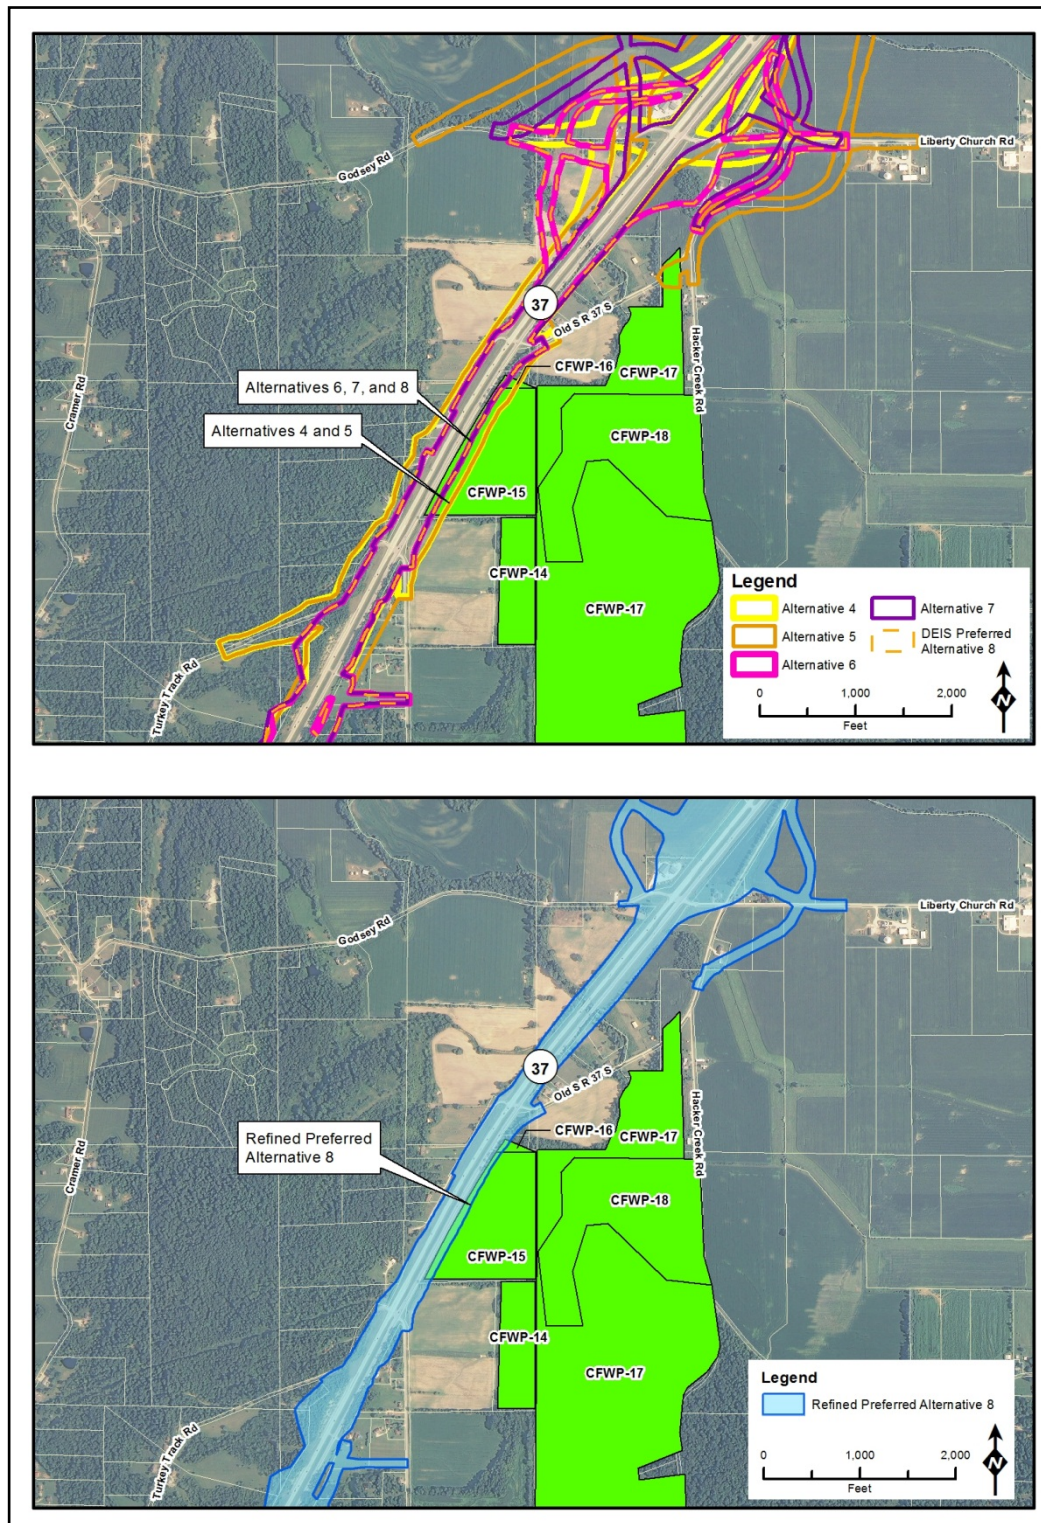 Liberty Church Rd
Godsey Rd
37
Old S R 37 S
CFWP-16
CFWP-17
Hacker Creek Rd
Alternatives 6, 7, and 8
Cramer Rd
Alternatives 4 and 5
CFWP-18
CFWP-15
CFWP-14
CFWP-17
Turkey Track Rd
Legend
Alternative 4
Alternative 7
Alternative 5
DEIS Preferred
Alternative 8
Alternative 6
0 1,000 2,000
Feet
N
Liberty Church Rd
Godsey Rd
37
Old S R 37 S
CFWP-16
CFWP-17
Hacker Creek Rd
Refined Preferred
Alternative 8
Cramer Rd
CFWP-18
CFWP-15
CFWP-14
CFWP-17
Turkey Track Rd
Legend
Refined Preferred Alternative 8
0 1,000 2,000
Feet
N